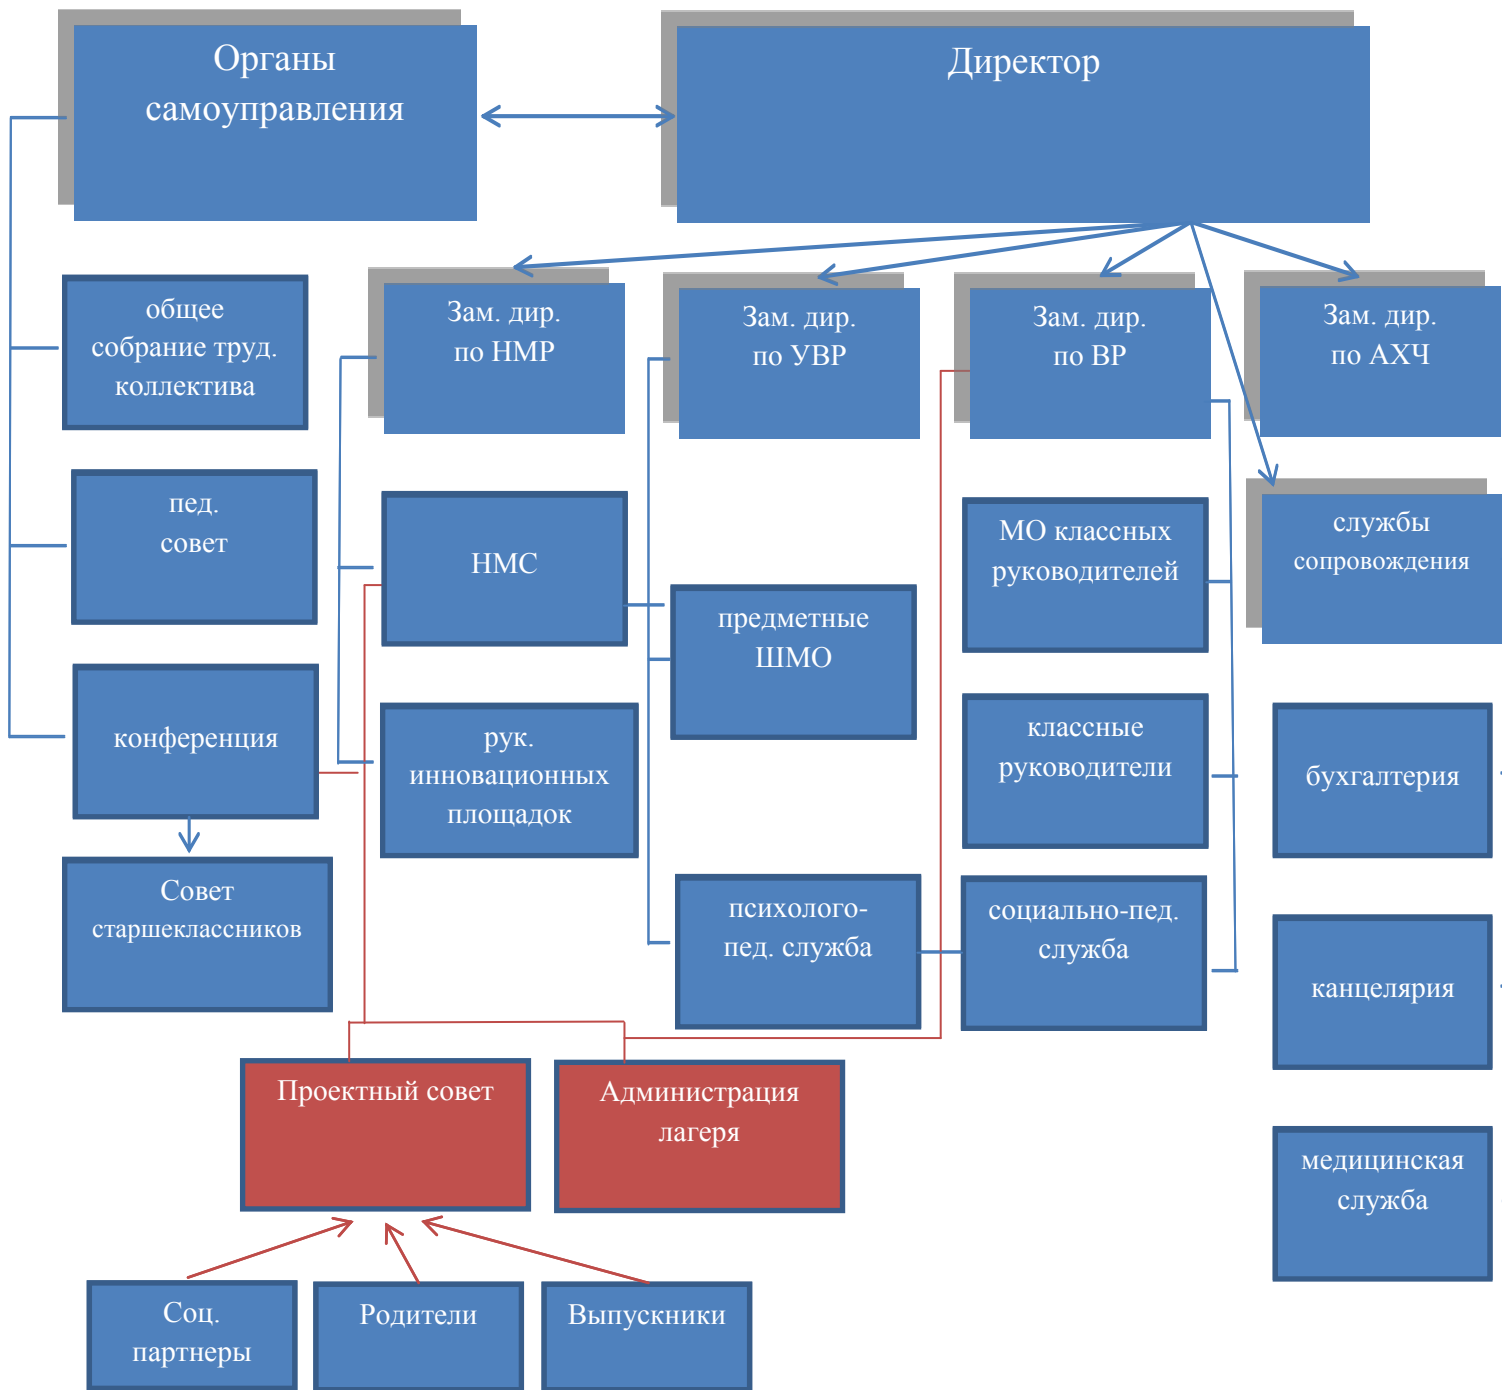 Органы
самоуправления
Директор
общее
собрание труд.
коллектива
Зам. дир.
по НМР
Зам. дир.
по УВР
Зам. дир.
по ВР
Зам. дир.
по АХЧ
пед.
совет
НМС
МО классных
руководителей
службы
сопровождения
предметные
ШМО
конференция
рук.
инновационных
площадок
классные
руководители
бухгалтерия
Совет
старшеклассников
психолого-
пед. служба
социально-пед.
служба
канцелярия
Проектный совет
Администрация
лагеря
медицинская
служба
Соц.
партнеры
Родители
Выпускники